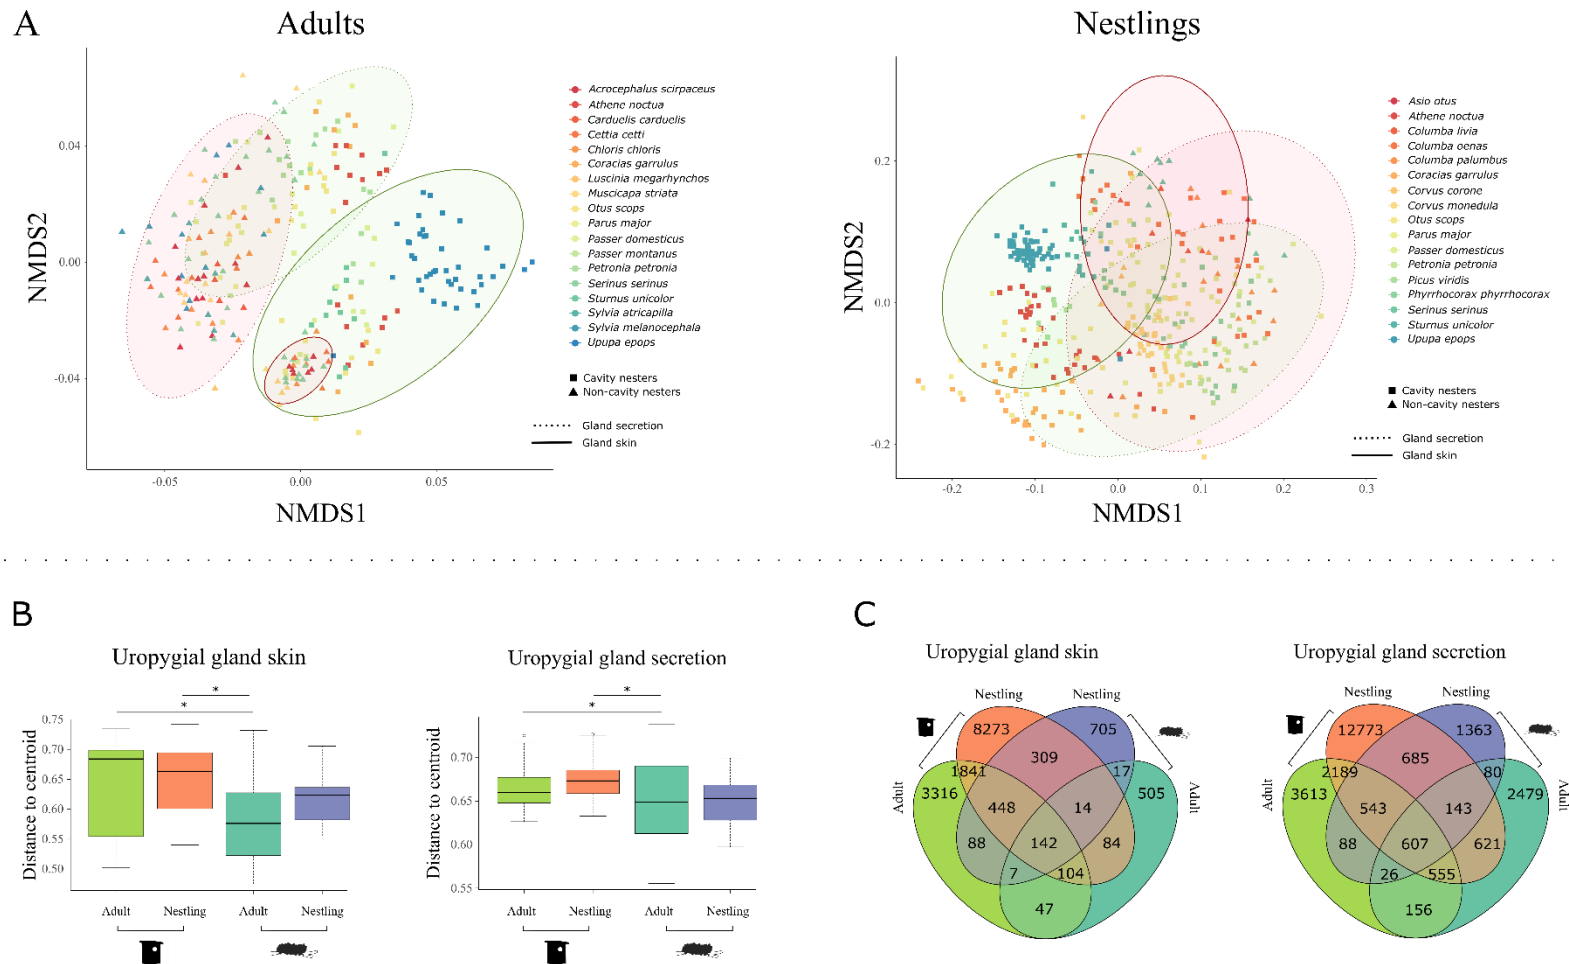 A
Adults
Nestlings
NMDS2
0.04
0.00
-0.04
-0.05
0.00
0.05
NMDS1
Acrocephalus scirpaceus
Athene noctua
Carduelis carduelis
Cettia cetti
Chloris chloris
Coracias garrulus
Luscinia megarhynchos
Muscicapa striata
Otus scops
Parus major
Passer domesticus
Passer montanus
Petronia petronia
Serinus serinus
Sturnus unicolor
Sylvia atricapilla
Sylvia melanocephala
Upupa epops
Cavity nesters
Non-cavity nesters
Gland secretion
Gland skin
NMDS2
0.2
0.0
-0.2
-0.2
-0.1
0.0
0.1
0.2
0.3
NMDS1
Asio otus
Athene noctua
Columba livia
Columba oenas
Columba palumbus
Coracias garrulus
Corvus corone
Corvus monedula
Otus scops
Parus major
Passer domesticus
Petronia petronia
Picus viridis
Phyrrhocorax phyrrhocorax
Serinus serinus
Sturnus unicolor
Upupa epops
Cavity nesters
Non-cavity nesters
Gland secretion
Gland skin
B
Uropygial gland skin
Distance to centroid
0.75
0.70
0.65
0.60
0.55
0.50
*
*
Adult
Nestling
Adult
Nestling
Uropygial gland secretion
Distance to centroid
0.70
0.65
0.60
0.55
*
*
Adult
Nestling
Adult
Nestling
C
Uropygial gland skin
Nestling
Nestling
Adult
Adult
8273
705
309
1841
17
3316
505
448
14
88
142
84
7
104
47
Uropygial gland secretion
Nestling
Nestling
Adult
Adult
12773
1363
685
2189
80
3613
2479
543
143
88
607
621
26
555
156